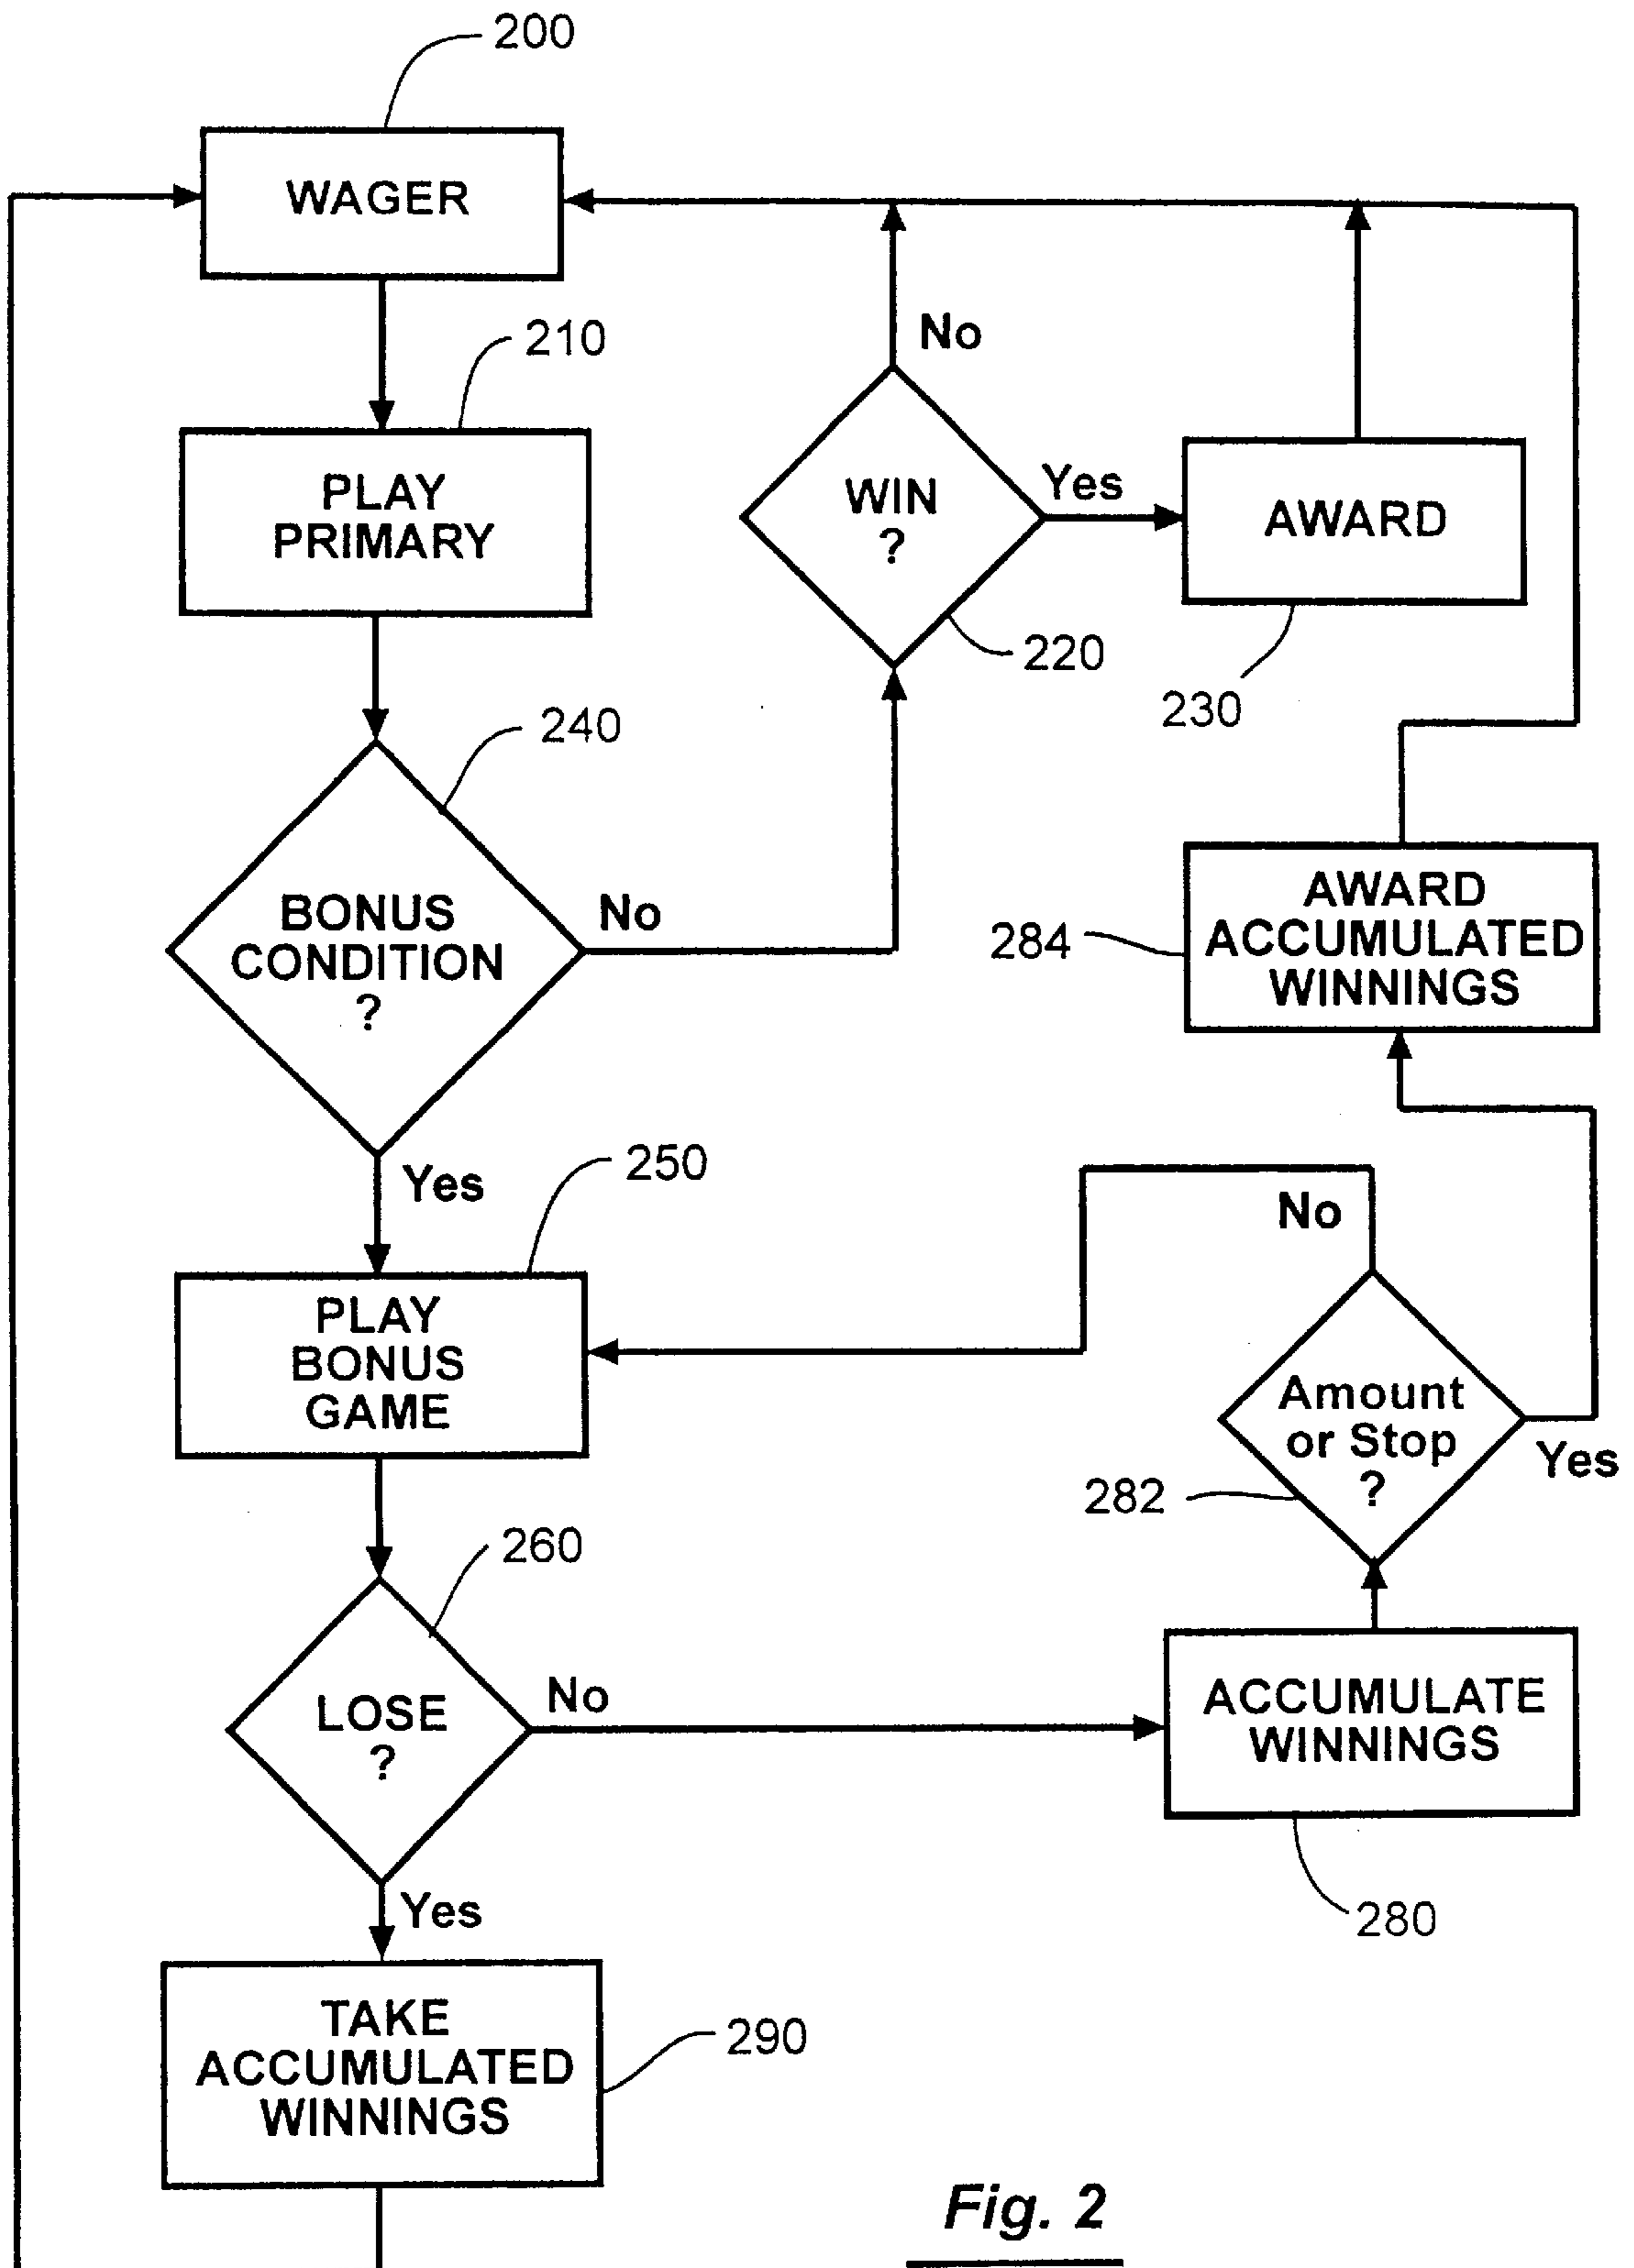 200
WAGER
210
No
PLAY
PRIMARY
WIN
?
Yes
AWARD
220
230
240
BONUS
CONDITION
?
No
284
AWARD
ACCUMULATED
WINNINGS
Yes
250
No
PLAY
BONUS
GAME
Amount
or Stop
?
Yes
282
260
LOSE
?
No
ACCUMULATE
WINNINGS
Yes
280
TAKE
ACCUMULATED
WINNINGS
290
Fig. 2